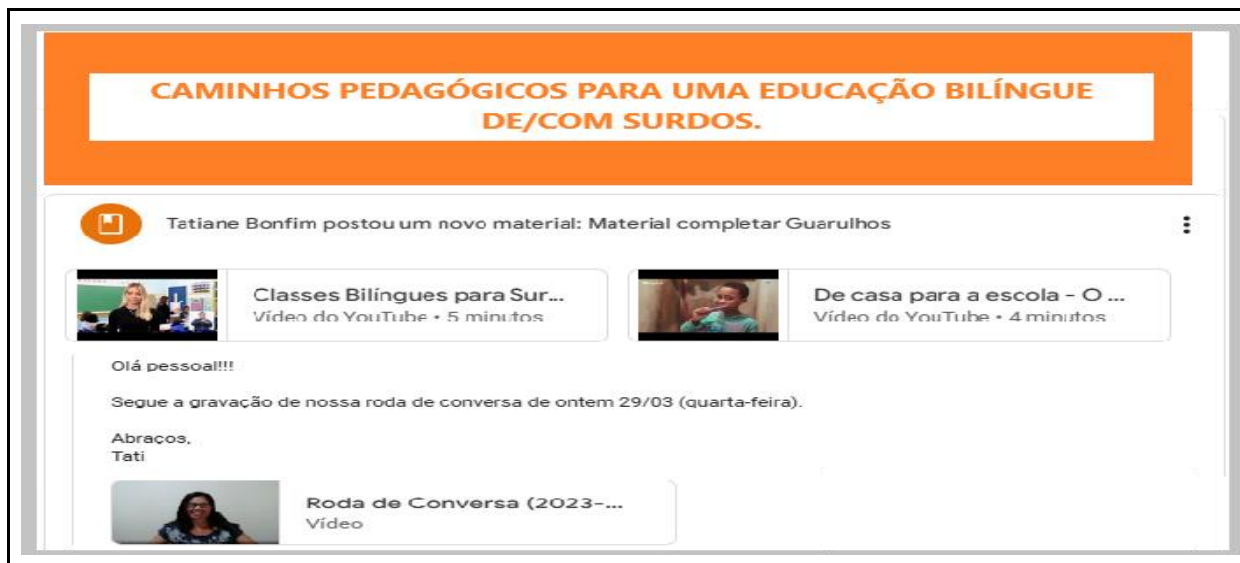 CAMINHOS PEDAGÓGICOS PARA UMA EDUCAÇÃO BILÍNGUE
DE/COM SURDOS.
Tatiane Bonfim postou um novo material: Material completar Guarulhos
Classes Bilíngues para Sur...
Vídeo do YouTube • 5 minutos
De casa para a escola - O ...
Vídeo do YouTube • 4 minutos
Olá pessoal!!!
Segue a gravação de nossa roda de conversa de ontem 29/03 (quarta-feira).
Abraços,
Tati
Roda de Conversa (2023-...
Vídeo